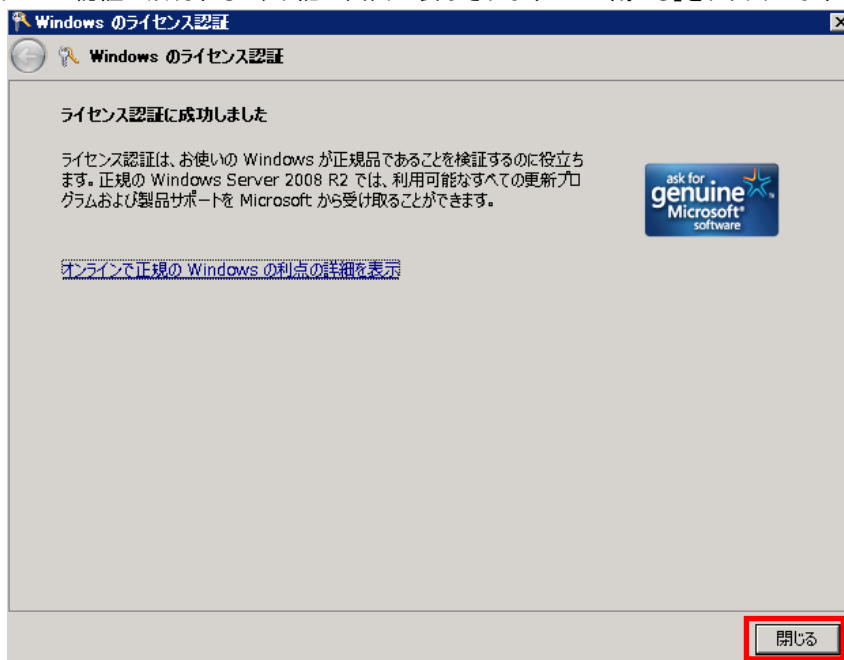 Windows のライセンス認証
Windows のライセンス認証
ライセンス認証に成功しました
ライセンス認証は、お使いの Windows が正規品であることを検証するのに役立ち
ます。正規の Windows Server 2008 R2 では、利用可能なすべての更新プロ
グラムおよび製品サポートを Microsoft から受け取ることができます。
ask for
genuine
Microsoft
software
オンラインで正規の Windows の利点の詳細を表示
閉じる